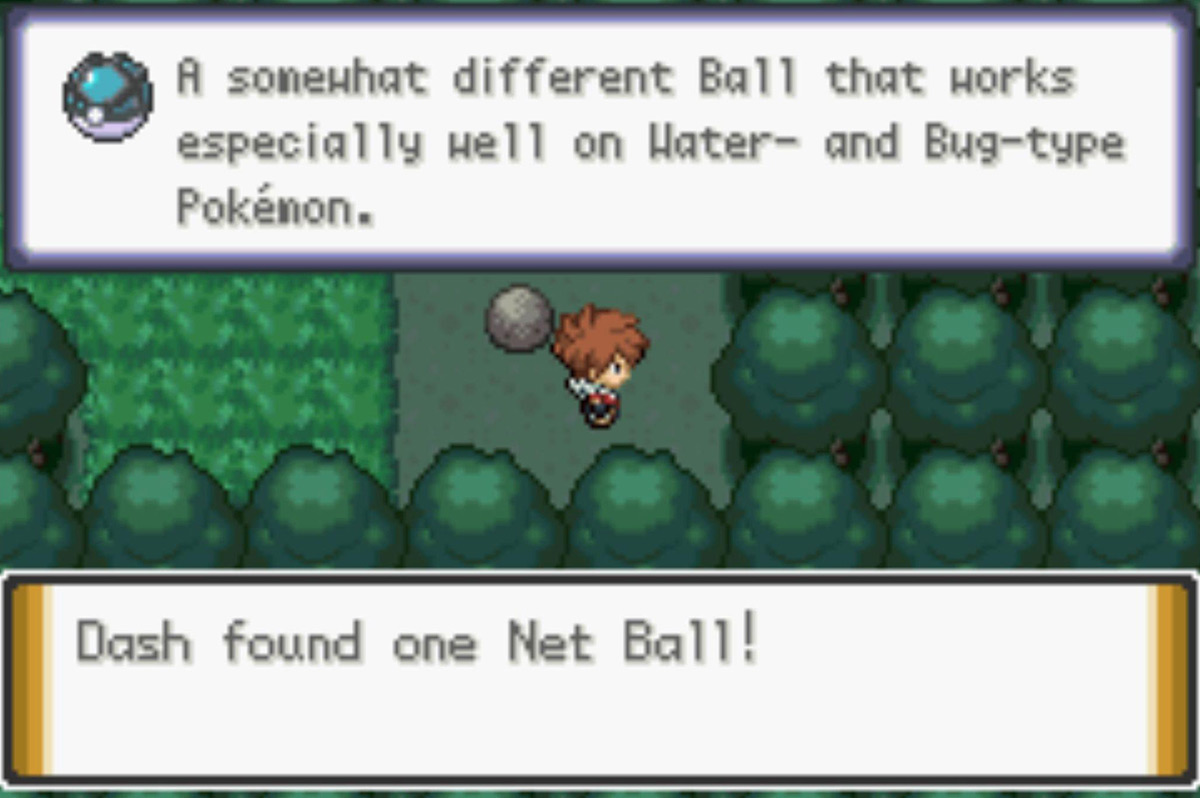 A somewhat different Ball that works
especially well on Water- and Bug-type
Pokémon.
Dash found one Net Ball!